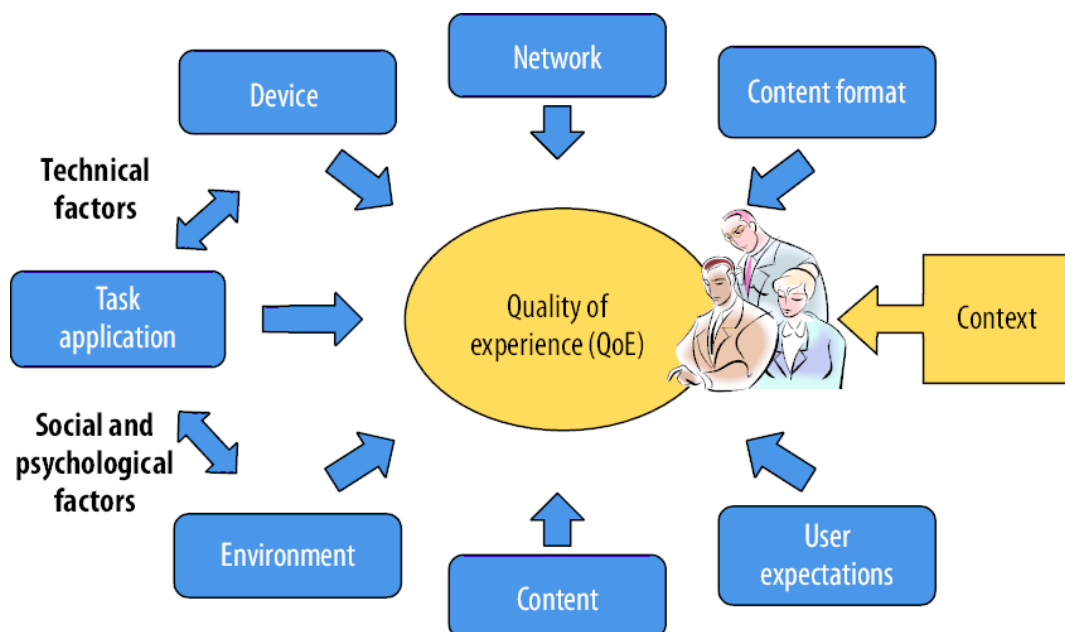 Network
Device
Content format
Technical
factors
Task
application
Quality of
experience (QoE)
Context
Social and
psychological
factors
Environment
Content
User
expectations